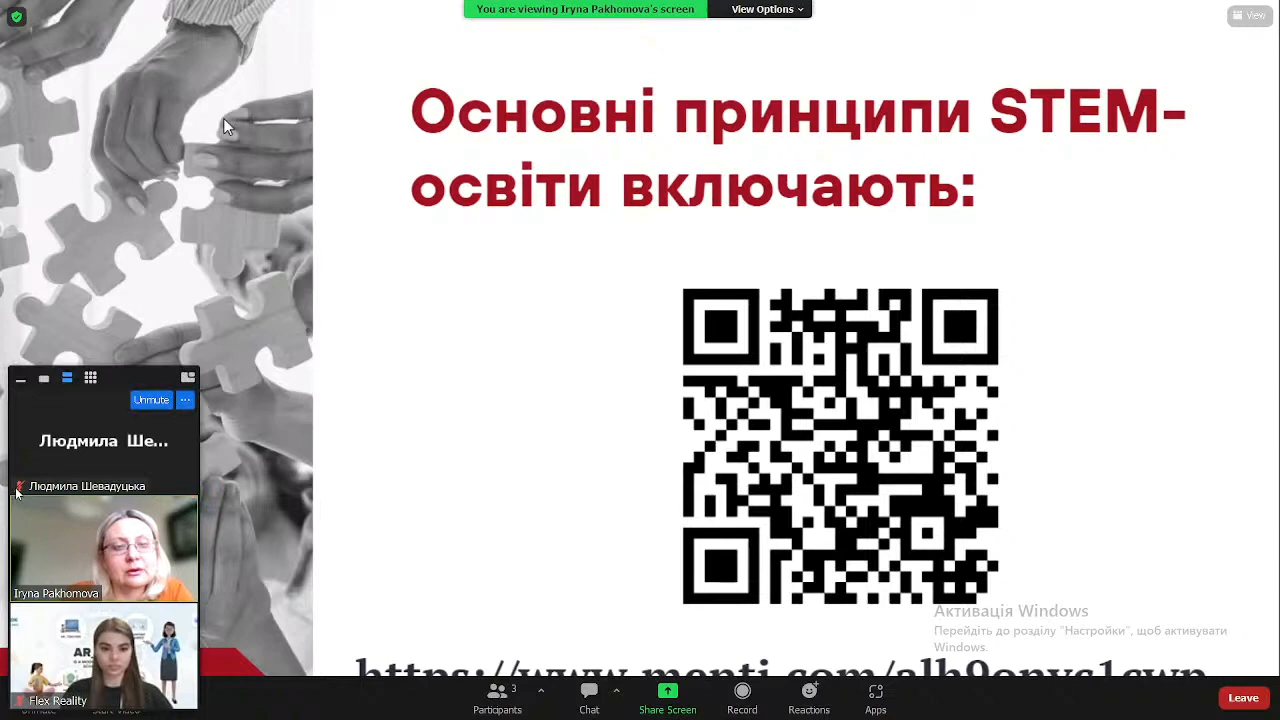 You are viewing Iryna Pakhomova's screen
View Options
View
Основні принципи STEM-
освіти включають:
Unmute
Людмила Ше...
Людмила Шевадуцька
Iryna Pakhomova
AR
Flex Reality
Активація Windows
Перейдіть до розділу "Настройки", щоб активувати
Windows.
3
Participants
Chat
Share Screen
Record
Reactions
Apps
Leave